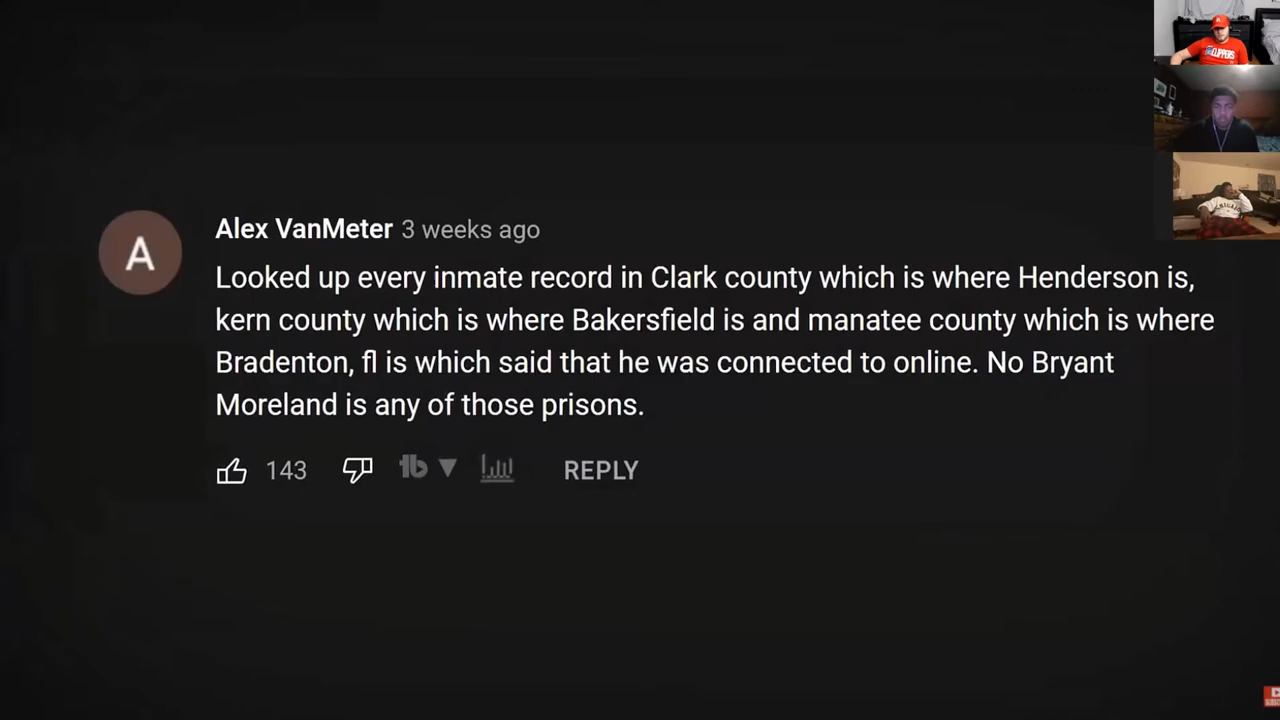 Alex VanMeter 3 weeks ago
Looked up every inmate record in Clark county which is where Henderson is,
kern county which is where Bakersfield is and manatee county which is where
Bradenton, fl is which said that he was connected to online. No Bryant
Moreland is any of those prisons.
143
REPLY
A
CLIPPERS